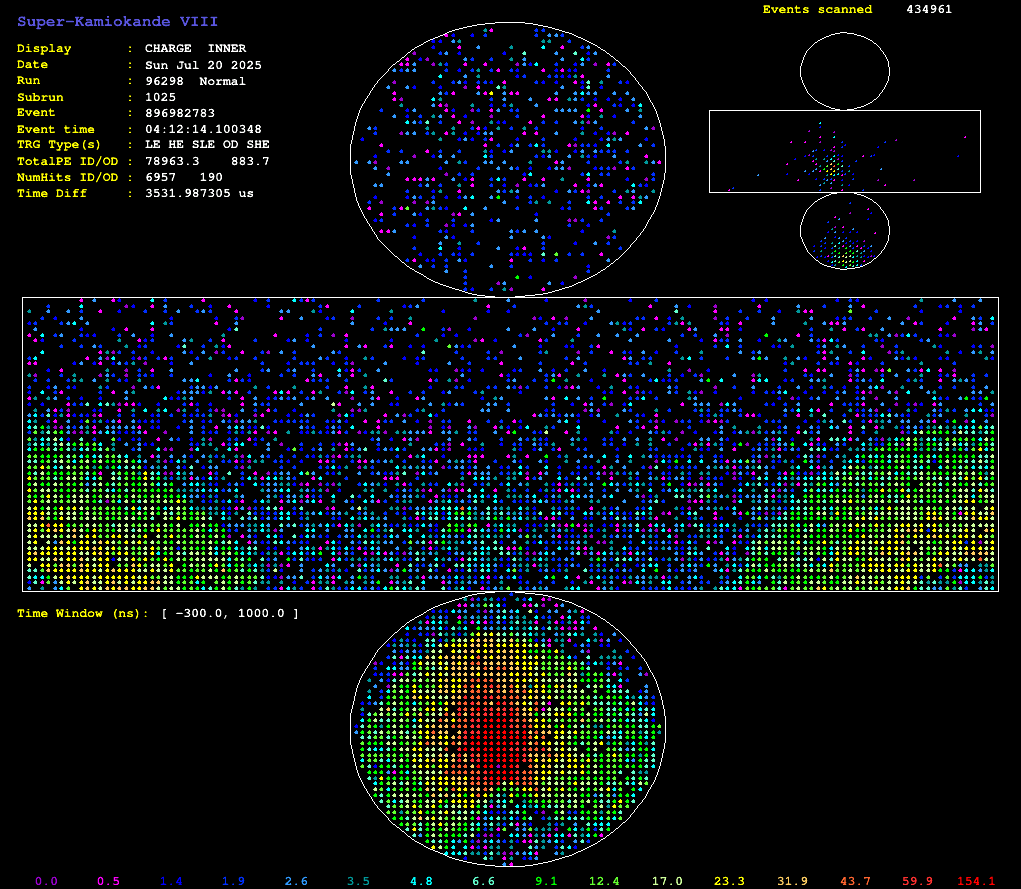 Super-Kamiokande VIII
Events scanned 434961
Display : CHARGE INNER
Date : Sun Jul 20 2025
Run : 96298 Normal
Subrun : 1025
Event : 896982783
Event time : 04:12:14.100348
TRG Type(s) : LE HE SLE OD SHE
TotalPE ID/OD : 78963.3 883.7
NumHits ID/OD : 6957 190
Time Diff : 3531.987305 us
Time Window (ns): [ -300.0, 1000.0 ]
0.0 0.5 1.4 1.9 2.6 3.5 4.8 6.6 9.1 12.4 17.0 23.3 31.9 43.7 59.9 154.1